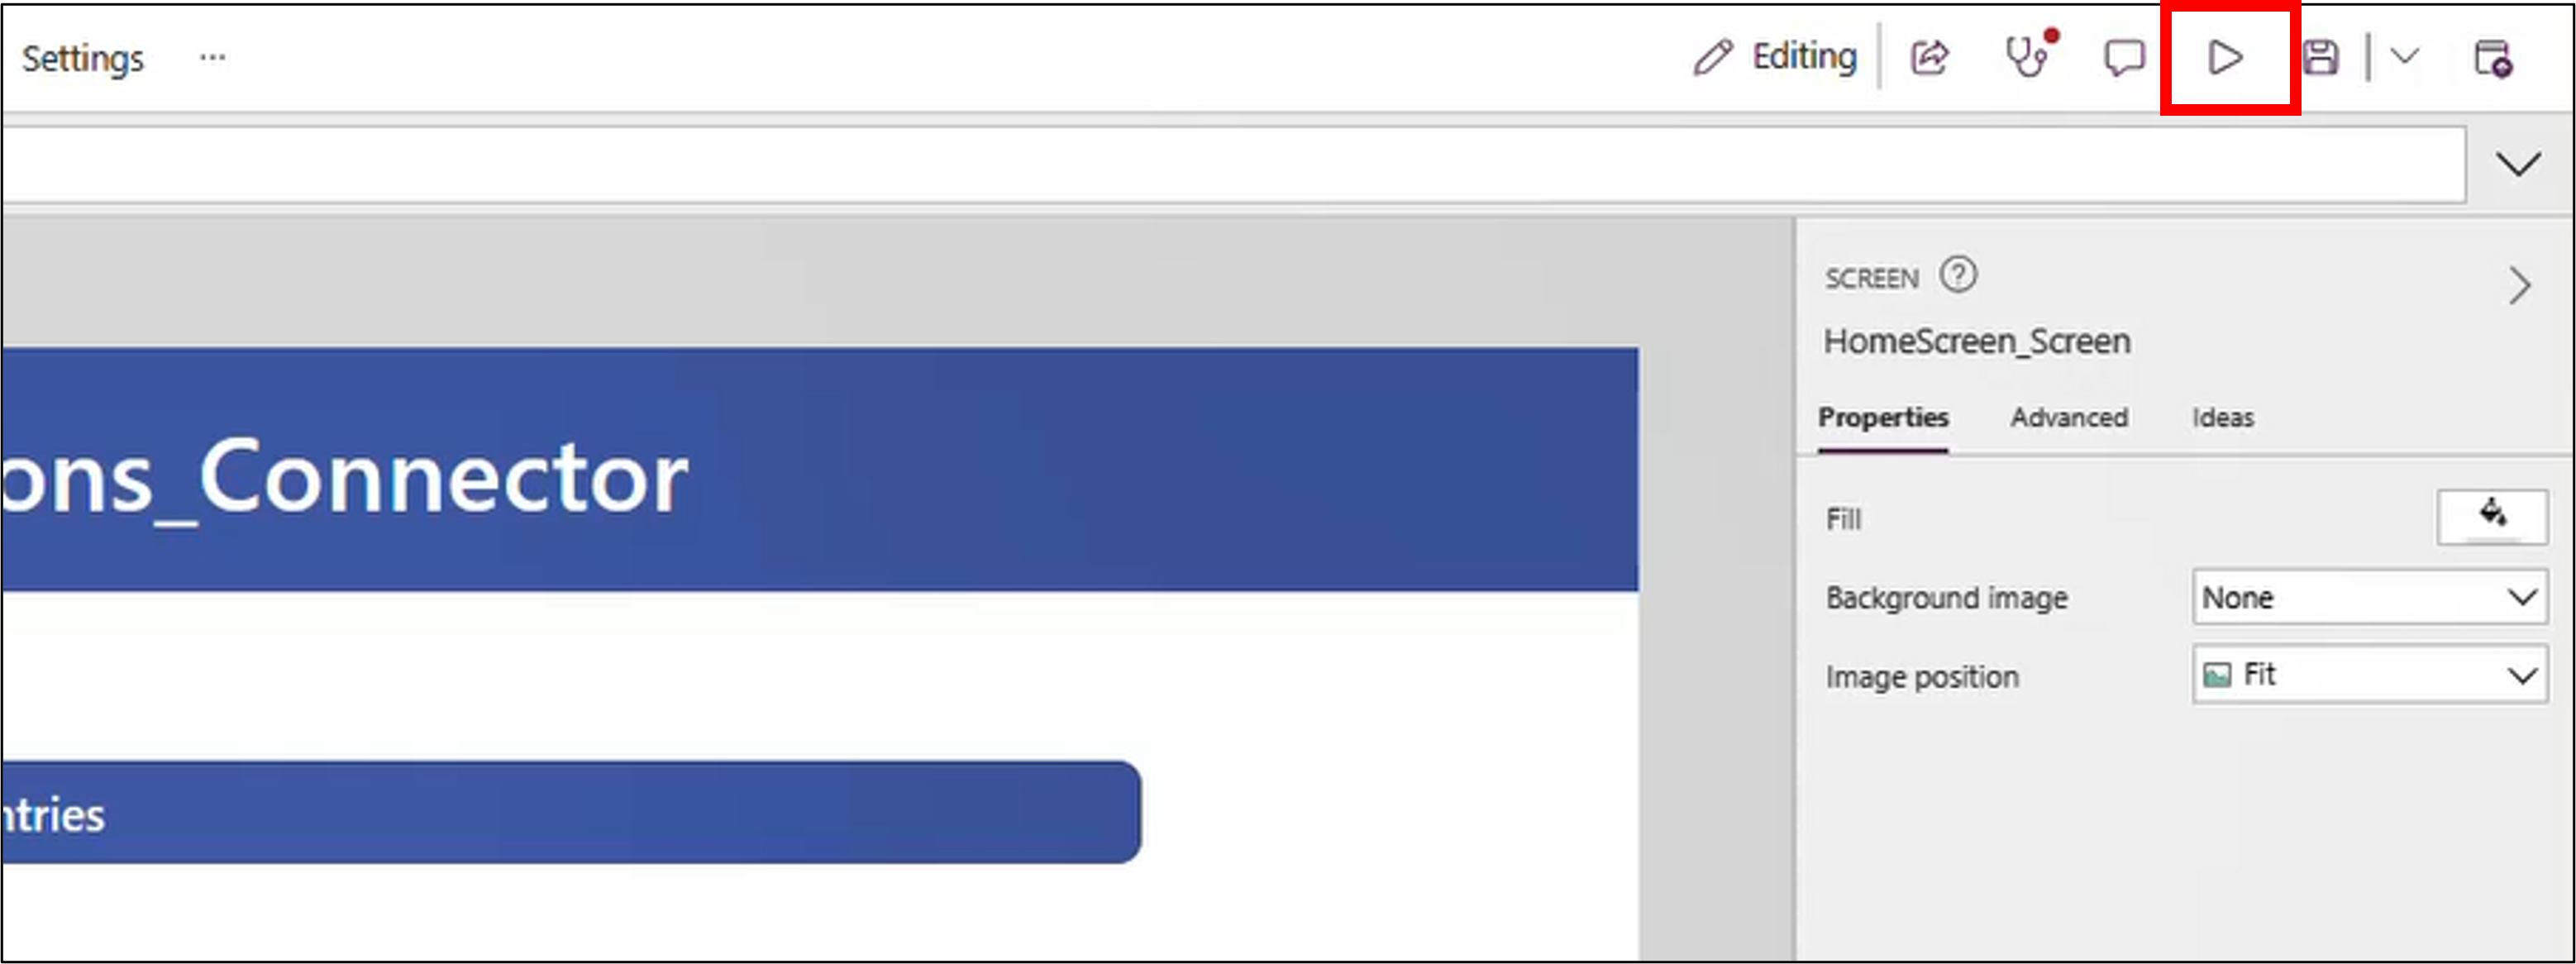 Settings ...
Editing
SCREEN ?
HomeScreen_Screen
Properties Advanced Ideas
ons_Connector
Fill
Background image None
Image position Fit
ntries